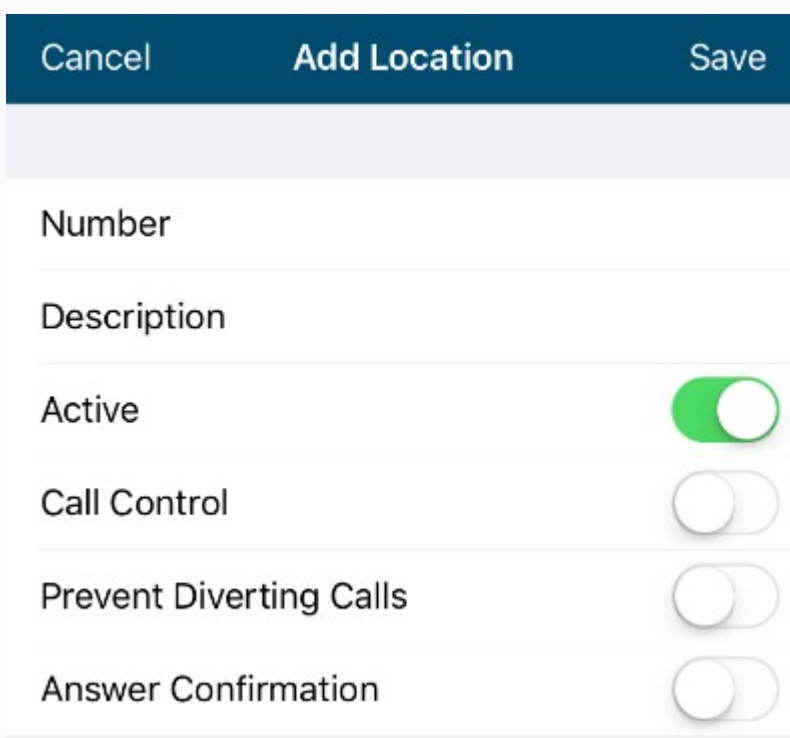 Cancel Add Location Save
Number
Description
Active
Call Control
Prevent Diverting Calls
Answer Confirmation